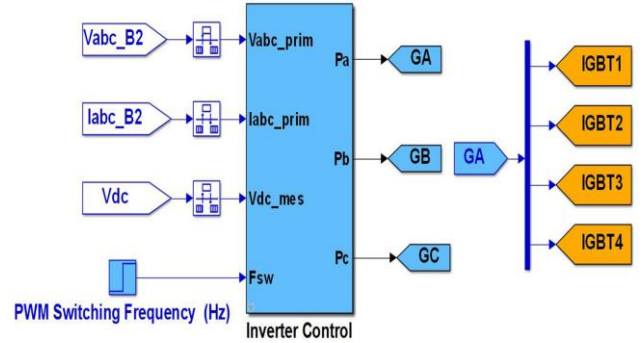 Vabc_B2
Vabc_prim
Pa
GA
Iabc_B2
Iabc_prim
Pb
GB
Vdc
Vdc_mes
Pc
GC
Fsw
PWM Switching Frequency (Hz)
Inverter Control
GA
IGBT1
IGBT2
IGBT3
IGBT4